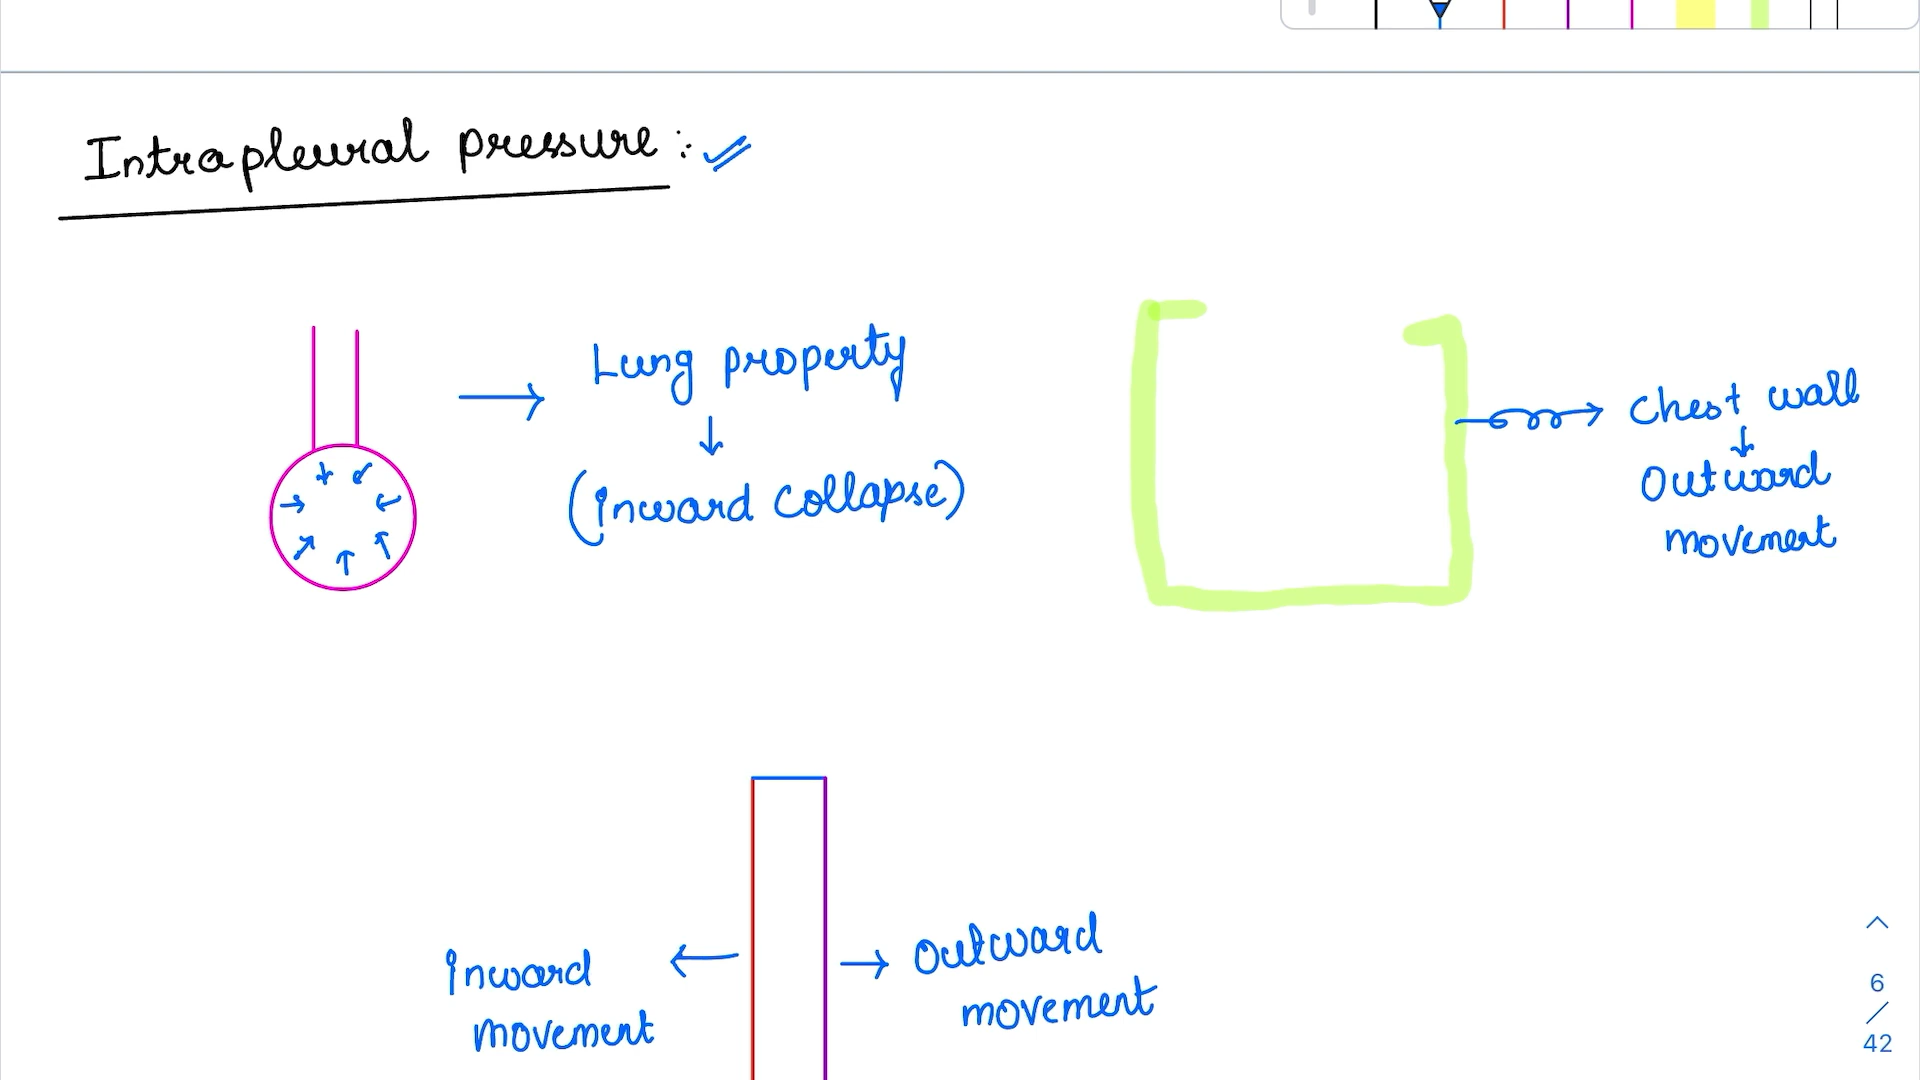 Intrapleural pressure :
Lung property
(inward collapse)
Chest wall
Outward
movement
inward
movement
outward
movement
6
/
42